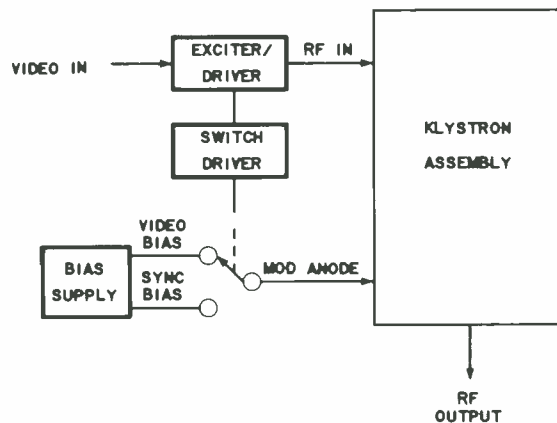 VIDEO IN
EXCITER/
DRIVER
RF IN
KLYSTRON
ASSEMBLY
SWITCH
DRIVER
VIDEO
BIAS
BIAS
SUPPLY
SYNC
BIAS
MOD ANODE
RF
OUTPUT